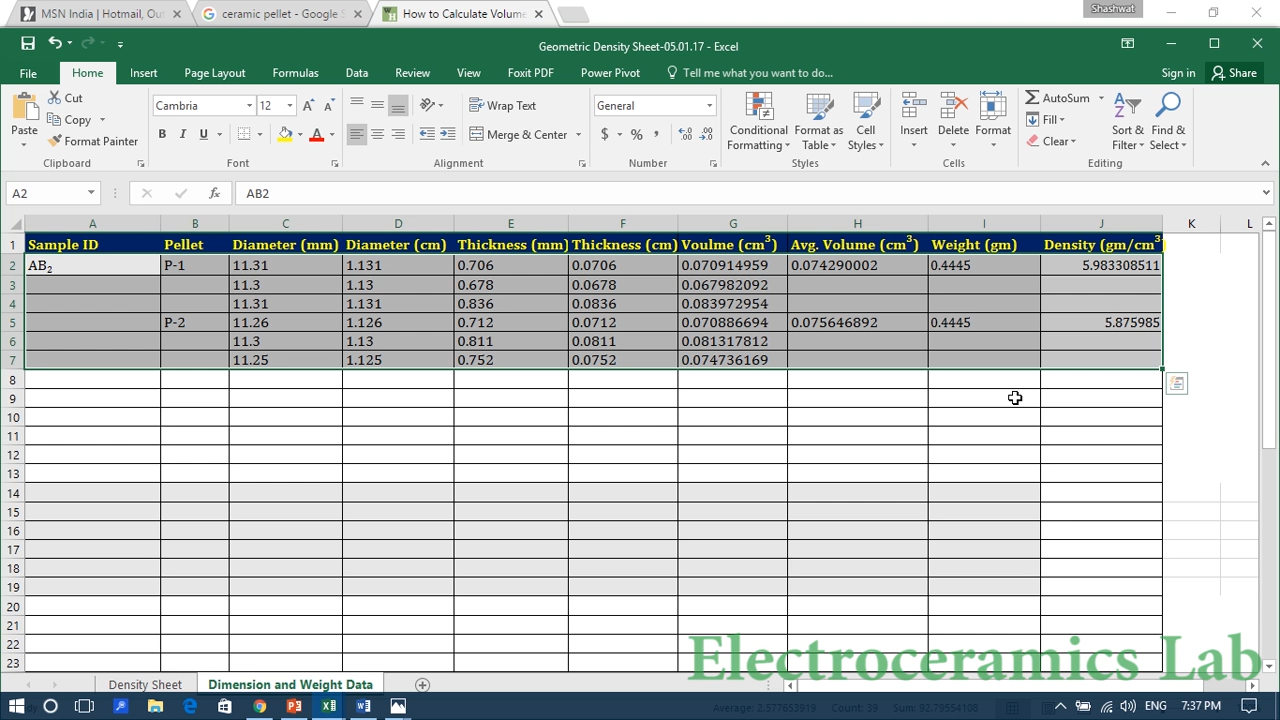 MSN India | Hotmail, Out
ceramic pellet - Google S
How to Calculate Volume
Shashwat
Geometric Density Sheet-05.01.17 - Excel
File Home Insert Page Layout Formulas Data Review View Foxit PDF Power Pivot Tell me what you want to do... Sign in Share
Paste
Cut
Copy
Format Painter
Clipboard
Cambria 12
B I U
Font
Wrap Text
Merge & Center
Alignment
General
$ % ,
Number
Conditional Formatting
Format as Table
Cell Styles
Styles
Insert Delete Format
Cells
AutoSum
Fill
Clear
Sort & Filter
Find & Select
Editing
A2 fx AB2
A B C D E F G H I J K L
1 Sample ID Pellet Diameter (mm) Diameter (cm) Thickness (mm) Thickness (cm) Voulme (cm³) Avg. Volume (cm³) Weight (gm) Density (gm/cm³
2 AB₂ P-1 11.31 1.131 0.706 0.0706 0.070914959 0.074290002 0.4445 5.983308511
3 11.3 1.13 0.678 0.0678 0.067982092
4 11.31 1.131 0.836 0.0836 0.083972954
5 P-2 11.26 1.126 0.712 0.0712 0.070886694 0.075646892 0.4445 5.875985
6 11.3 1.13 0.811 0.0811 0.081317812
7 11.25 1.125 0.752 0.0752 0.074736169
8
9
10
11
12
13
14
15
16
17
18
19
20
21
22
23
Electroceramics Lab
Density Sheet Dimension and Weight Data
Average: 2.577653919 Count: 39 Sum: 92.79554108
ENG 7:37 PM